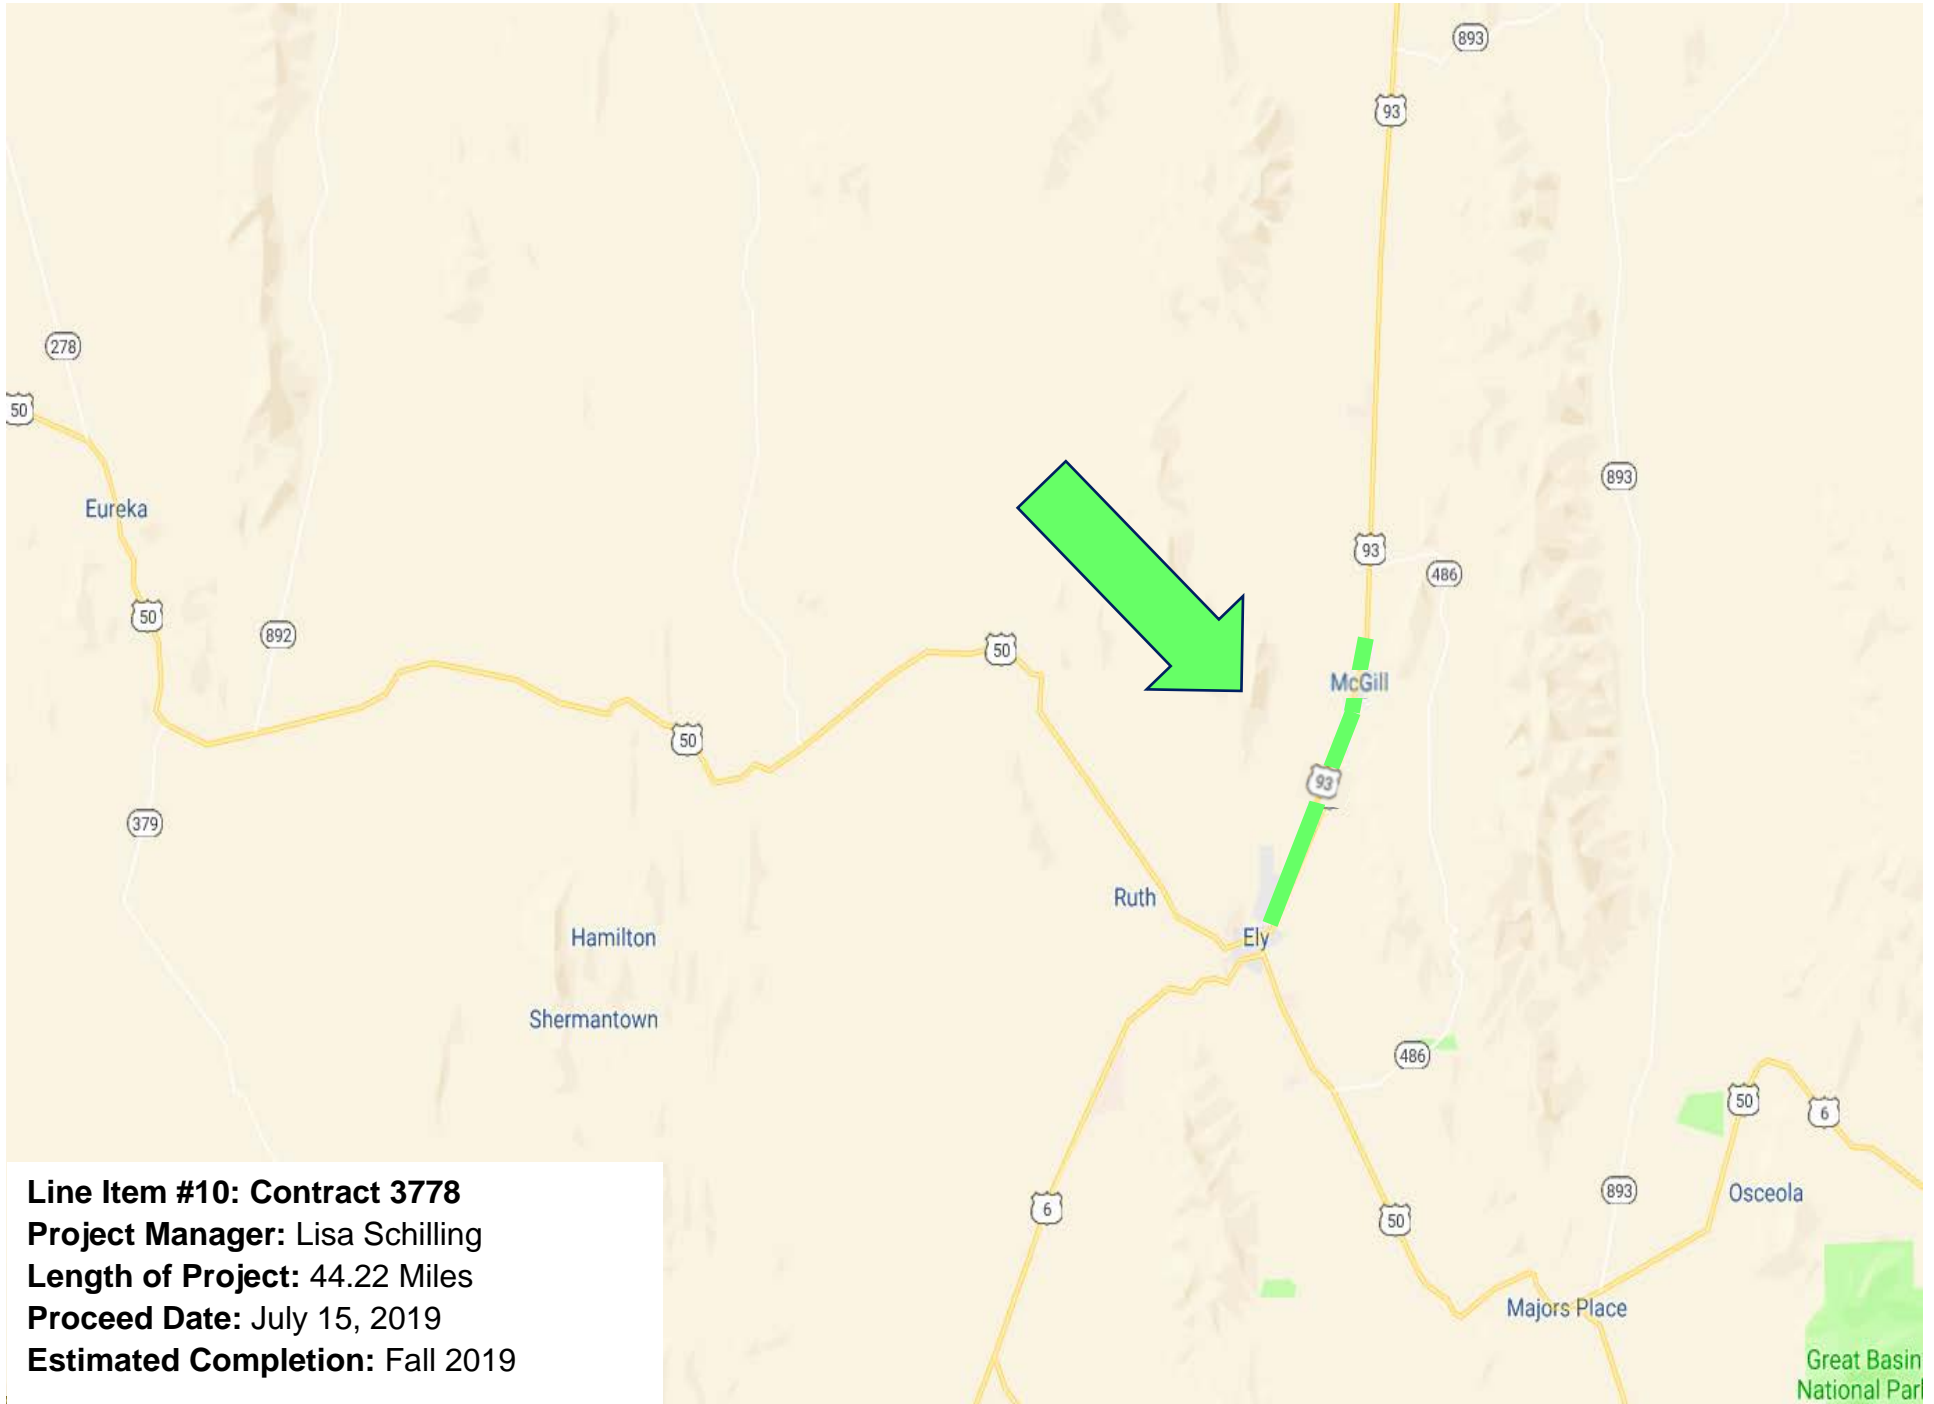 893
93
278
50
Eureka
893
93
486
50
892
50
McGill
50
93
379
Ruth
Hamilton
Ely
Shermantown
486
50
6
Line Item #10: Contract 3778
Project Manager: Lisa Schilling
Length of Project: 44.22 Miles
Proceed Date: July 15, 2019
Estimated Completion: Fall 2019
6
893
Osceola
50
Majors Place
Great Basin
National Par